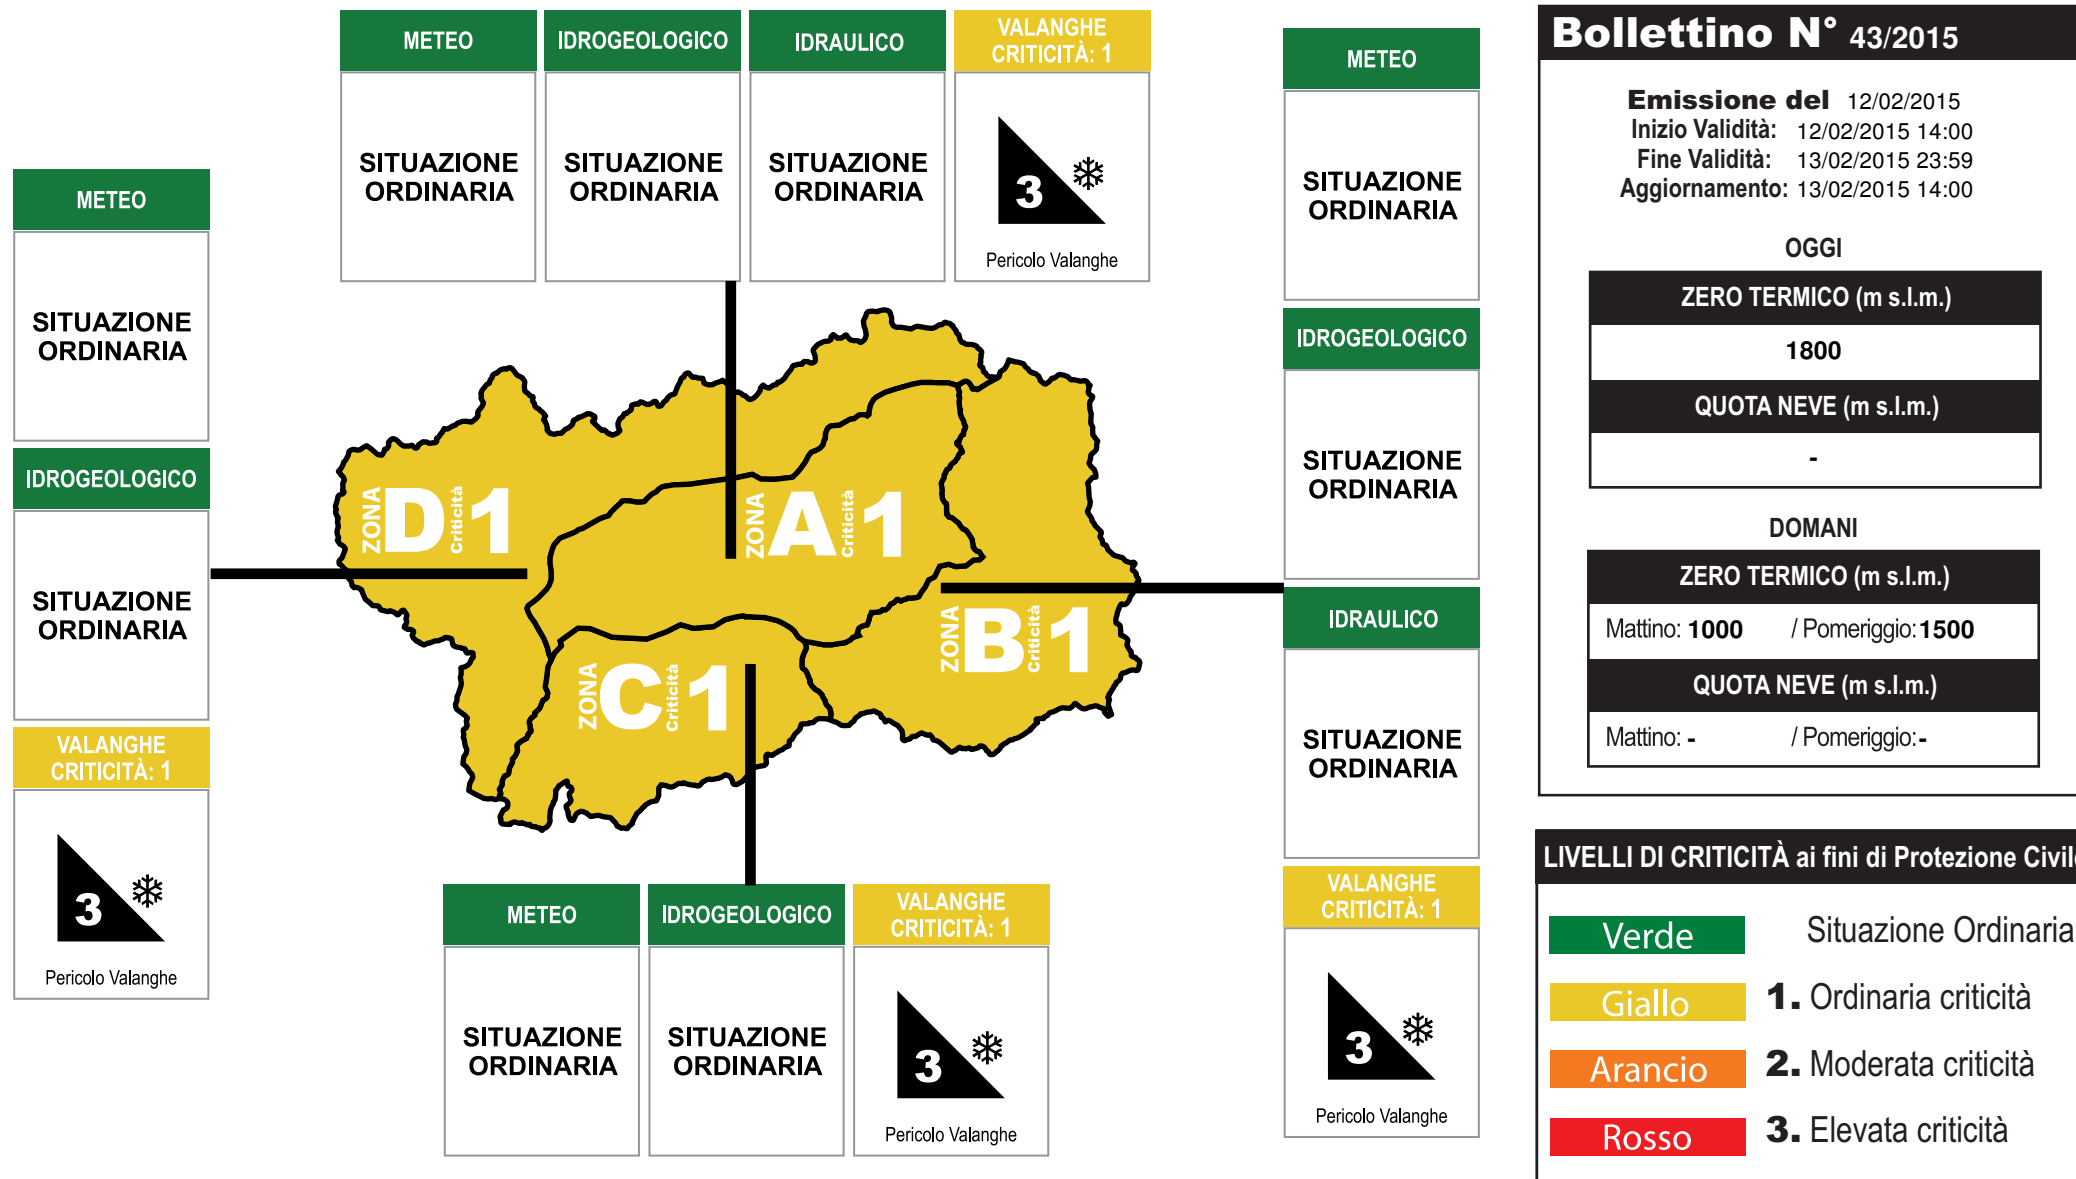 METEO
SITUAZIONE
ORDINARIA
IDROGEOLOGICO
SITUAZIONE
ORDINARIA
IDRAULICO
SITUAZIONE
ORDINARIA
VALANGHE
CRITICITÀ: 1
3
Pericolo Valanghe
METEO
SITUAZIONE
ORDINARIA
IDROGEOLOGICO
SITUAZIONE
ORDINARIA
VALANGHE
CRITICITÀ: 1
3
Pericolo Valanghe
ZONA D Criticità 1
ZONA A Criticità 1
ZONA B Criticità 1
ZONA C Criticità 1
METEO
SITUAZIONE
ORDINARIA
IDROGEOLOGICO
SITUAZIONE
ORDINARIA
VALANGHE
CRITICITÀ: 1
3
Pericolo Valanghe
METEO
SITUAZIONE
ORDINARIA
IDROGEOLOGICO
SITUAZIONE
ORDINARIA
IDRAULICO
SITUAZIONE
ORDINARIA
VALANGHE
CRITICITÀ: 1
3
Pericolo Valanghe
Bollettino N° 43/2015
Emissione del 12/02/2015
Inizio Validità: 12/02/2015 14:00
Fine Validità: 13/02/2015 23:59
Aggiornamento: 13/02/2015 14:00
OGGI
ZERO TERMICO (m s.l.m.)
1800
QUOTA NEVE (m s.l.m.)
-
DOMANI
ZERO TERMICO (m s.l.m.)
Mattino: 1000 / Pomeriggio: 1500
QUOTA NEVE (m s.l.m.)
Mattino: - / Pomeriggio: -
LIVELLI DI CRITICITÀ ai fini di Protezione Civile
Verde Situazione Ordinaria
Giallo 1. Ordinaria criticità
Arancio 2. Moderata criticità
Rosso 3. Elevata criticità